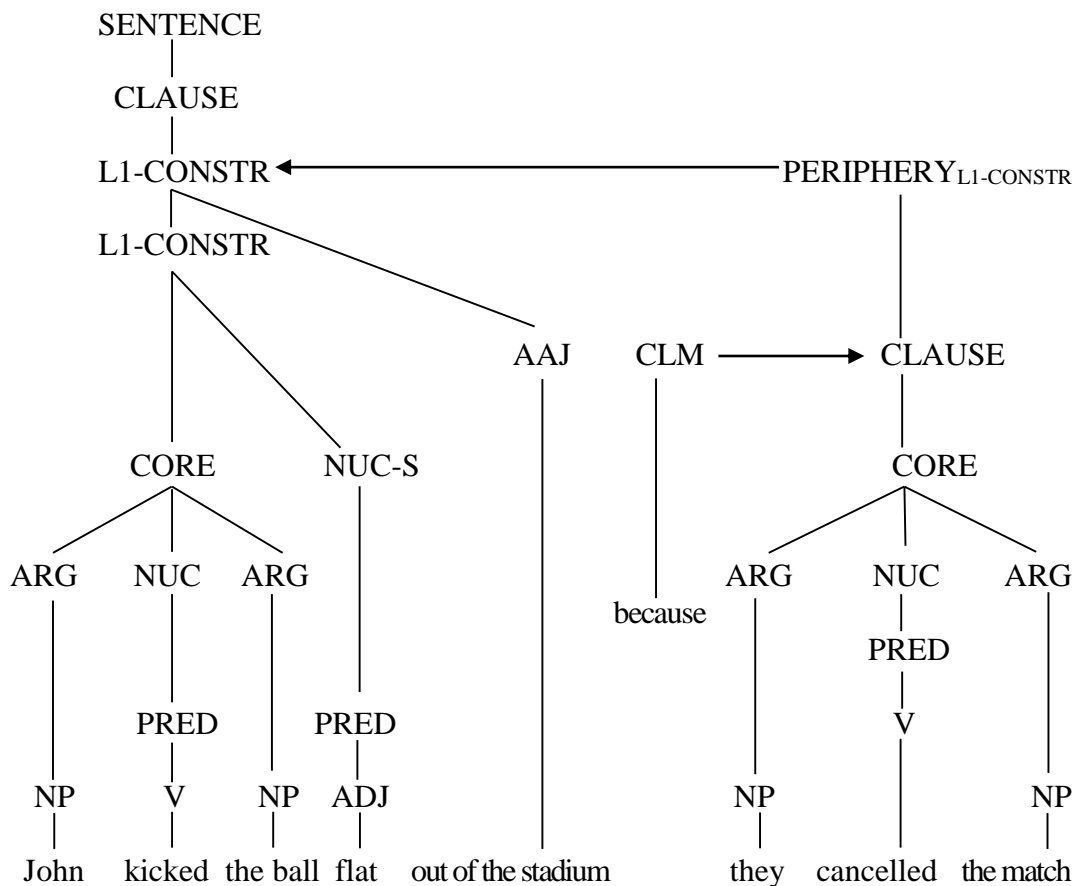 SENTENCE
CLAUSE
L1-CONSTR PERIPHERY L1-CONSTR
L1-CONSTR
AAJ CLM CLAUSE
CORE NUC-S CORE
ARG NUC ARG ARG NUC ARG
because
PRED
PRED PRED V
NP V NP ADJ NP NP
John kicked the ball flat out of the stadium they cancelled the match